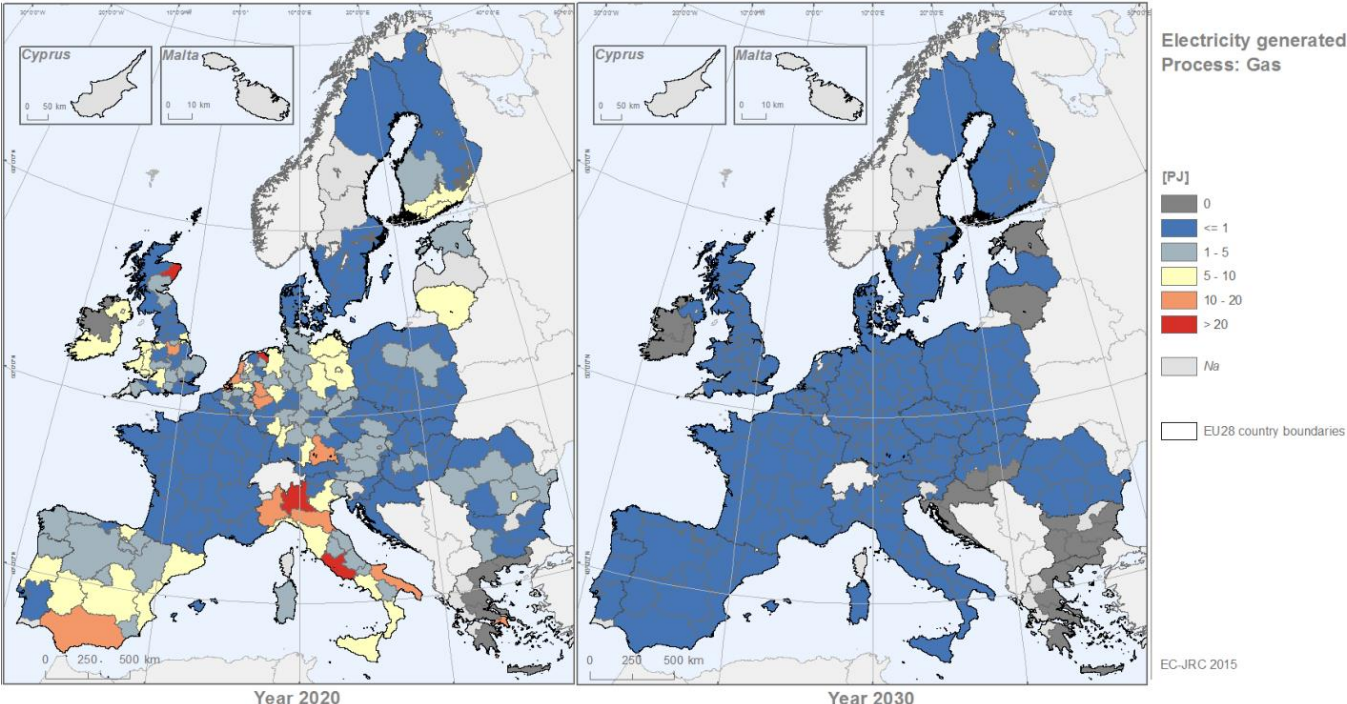 Cyprus
0 50 km
Malta
0 10 km
0 250 500 km
Year 2020
Cyprus
0 50 km
Malta
0 10 km
0 250 500 km
Year 2030
Electricity generated
Process: Gas
[PJ]
0
<= 1
1 - 5
5 - 10
10 - 20
> 20
Na
EU28 country boundaries
EC-JRC 2015